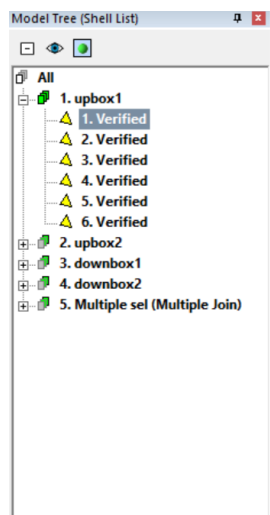 Model Tree (Shell List)
All
1. upbox1
1. Verified
2. Verified
3. Verified
4. Verified
5. Verified
6. Verified
2. upbox2
3. downbox1
4. downbox2
5. Multiple sel (Multiple Join)